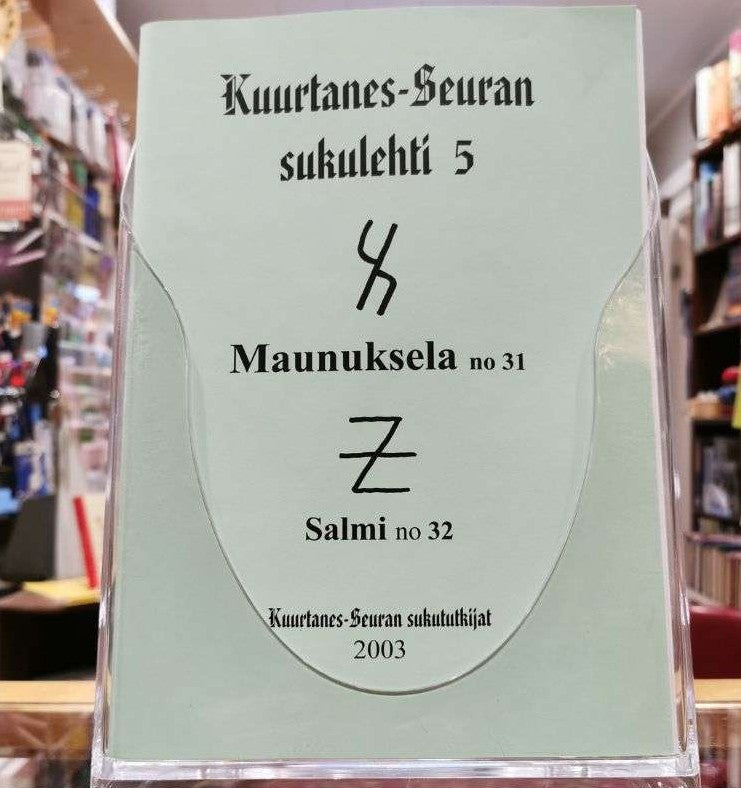 Kuurtanes-Seuran
sukulehti 5
Maunuksela no 31
Salmi no 32
Kuurtanes-Seuran sukututkijat
2003